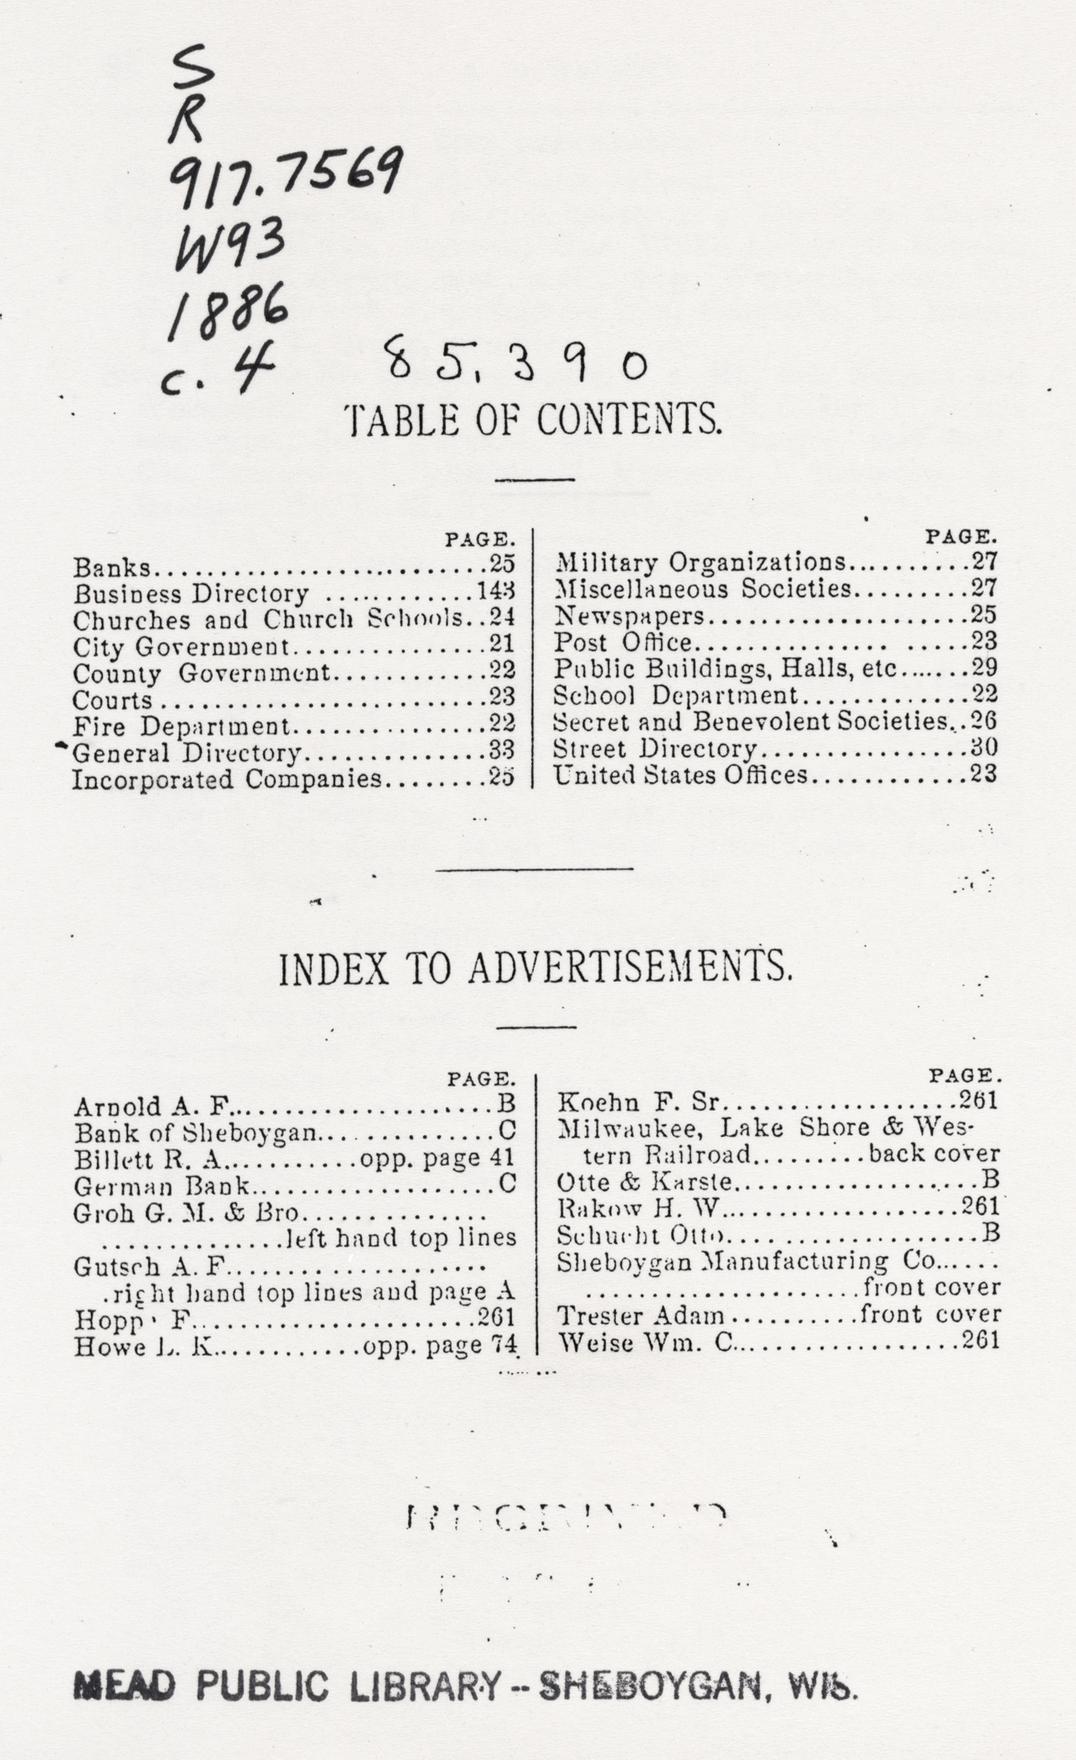 S
R
917.7569
W93
1886
c. 4
85,390
TABLE OF CONTENTS.
PAGE.
Banks..........................25
Business Directory ............143
Churches and Church Schools..24
City Government...............21
County Government............22
Courts.........................23
Fire Department...............22
General Directory..............33
Incorporated Companies........25
PAGE.
Military Organizations..........27
Miscellaneous Societies.........27
Newspapers....................25
Post Office............... .....23
Public Buildings, Halls, etc.......29
School Department.............22
Secret and Benevolent Societies..26
Street Directory................30
United States Offices............23
INDEX TO ADVERTISEMENTS.
PAGE.
Arnold A. F....................B
Bank of Sheboygan..............C
Billett R. A...........opp. page 41
German Bank...................C
Groh G. M. & Bro...............
..............left hand top lines
Gutsch A. F....................
.right hand top lines and page A
F......................261
Howe L. K............opp. page 74
PAGE.
Koehn F. Sr..................261
Milwaukee, Lake Shore & Wes-
tern Railroad.........back cover
Otte & Karste...................B
Rakow H. W...................261
Schucht Otto...................B
Sheboygan Manufacturing Co......
.....................front cover
Trester Adam..........front cover
Weise Wm. C..................261
RECEIVED
MEAD PUBLIC LIBRARY -- SHEBOYGAN, WIS.